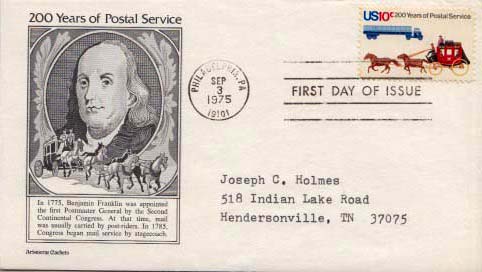 200 Years of Postal Service
US10c 200 Years of Postal Service
PHILADELPHIA, PA
SEP
3
1975
19101
FIRST DAY OF ISSUE
Joseph C. Holmes
518 Indian Lake Road
Hendersonville, TN 37075
In 1775, Benjamin Franklin was appointed
the first Postmaster General by the Second
Continental Congress. At that time, mail
was usually carried by post-riders. In 1785,
Congress began mail service by stagecoach.
Artmaster Cachets